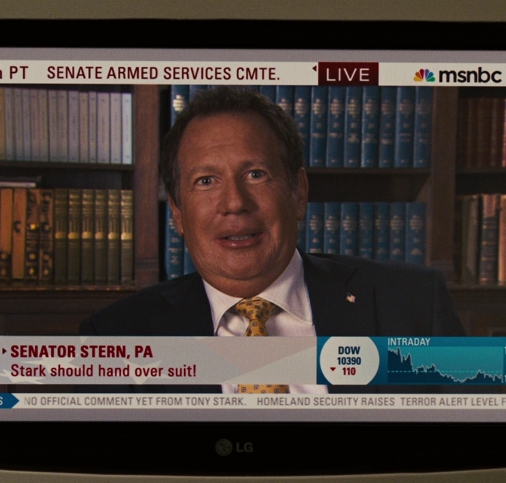 PT SENATE ARMED SERVICES CMTE. LIVE msnbc
SENATOR STERN, PA
Stark should hand over suit!
DOW
10390
110
INTRADAY
S NO OFFICIAL COMMENT YET FROM TONY STARK. HOMELAND SECURITY RAISES TERROR ALERT LEVEL F
LG